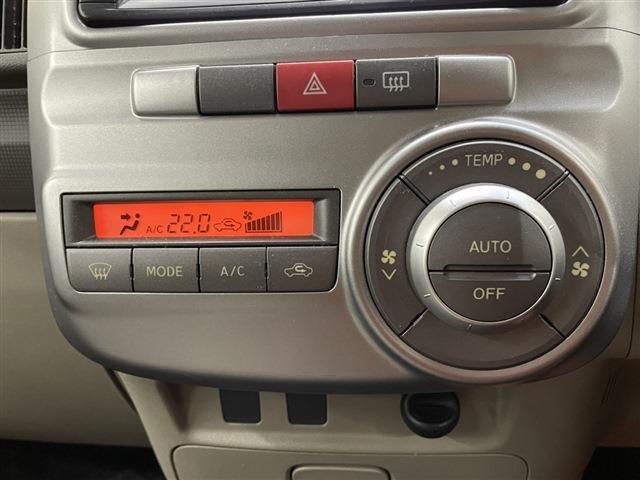 TEMP
A/C 22.0
AUTO
MODE
A/C
OFF